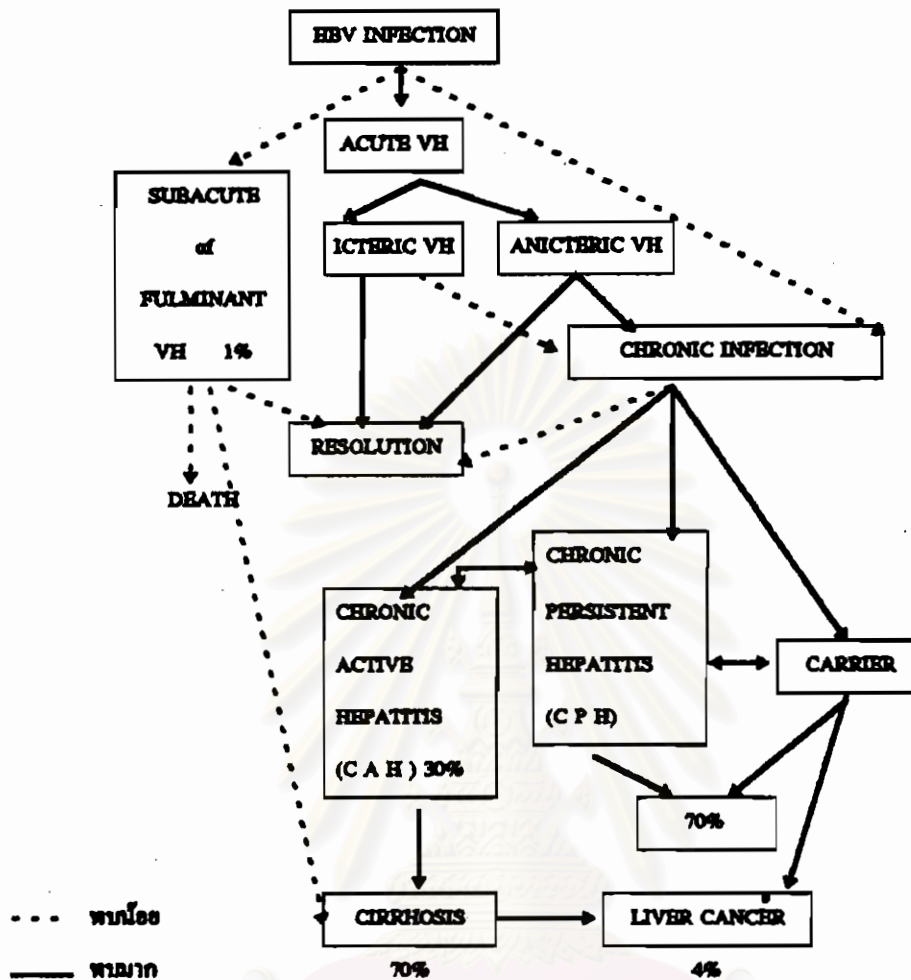 HBV INFECTION
ACUTE VH
SUBACUTE
of
FULMINANT
VH 1%
ICTERIC VH
ANICTERIC VH
CHRONIC INFECTION
RESOLUTION
DEATH
CHRONIC
PERSISTENT
HEPATITIS
(C P H)
CHRONIC
ACTIVE
HEPATITIS
(C A H) 30%
CARRIER
70%
CIRRHOSIS
LIVER CANCER
พบน้อย
พบมาก
70%
4%